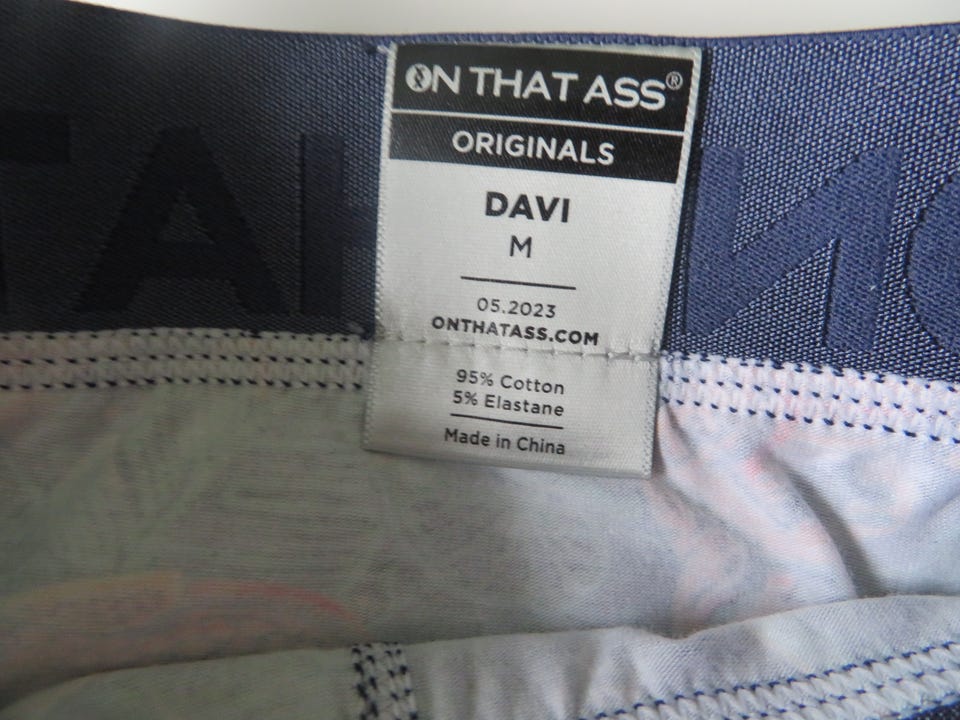 ON THAT ASS®
ORIGINALS
DAVI
M
05.2023
ONTHATASS.COM
95% Cotton
5% Elastane
Made in China